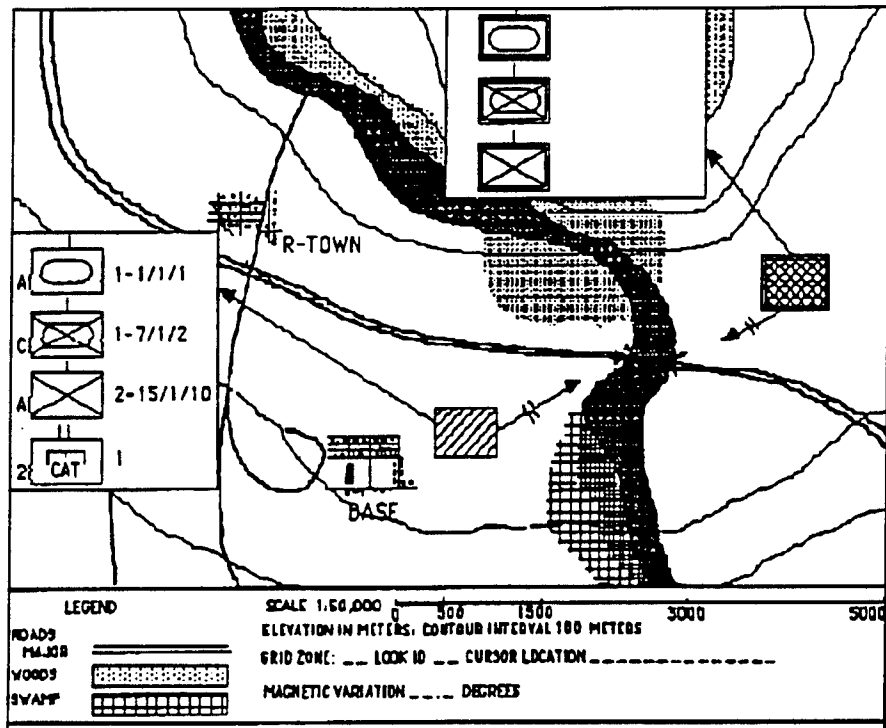 R-TOWN
A 1-1/1/1
C 1-7/1/2
A 2-15/1/10
2 CAT 1
BASE
LEGEND SCALE 1:50,000 0 500 1500 3000 5000
ROADS ELEVATION IN METERS: CONTOUR INTERVAL 100 METERS
MAJOR
GRID ZONE: __ LOOK ID __ CURSOR LOCATION
WOODS
MAGNETIC VARIATION __.__ DEGREES
SWAMP